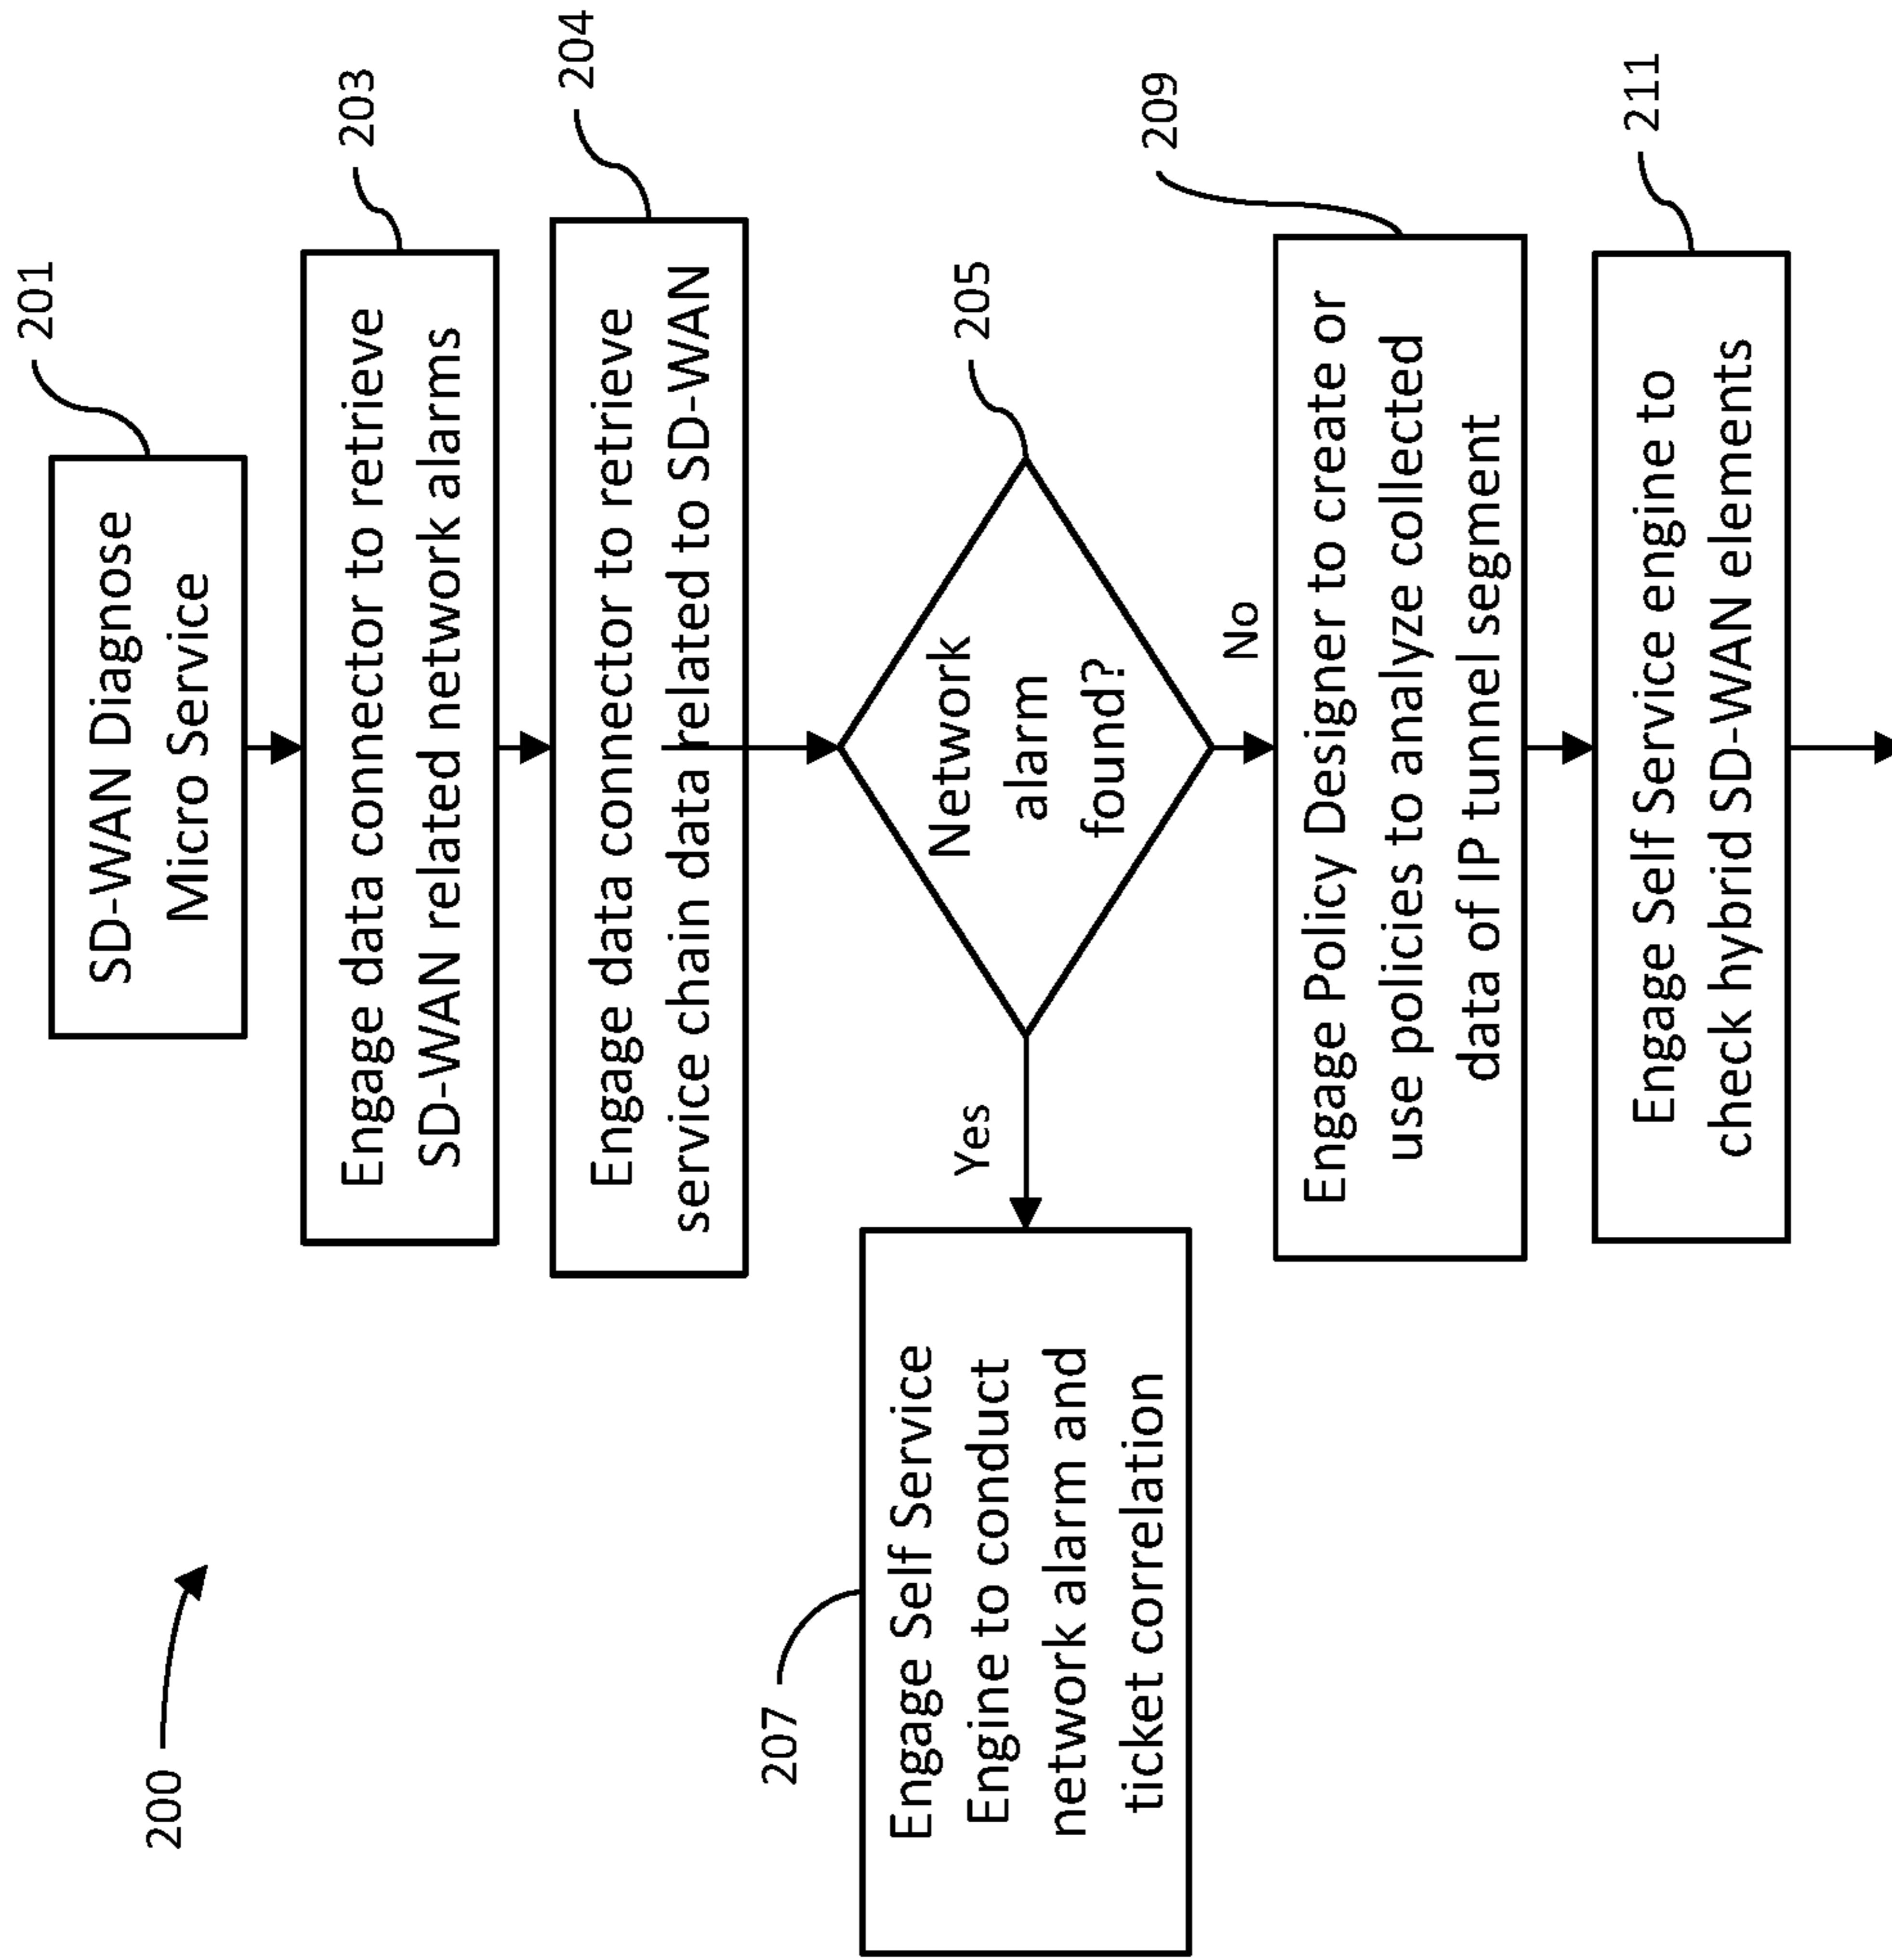 200
201
SD-WAN Diagnose
Micro Service
203
Engage data connector to retrieve
SD-WAN related network alarms
204
Engage data connector to retrieve
service chain data related to SD-WAN
205
Network
alarm
found?
Yes
No
207
Engage Self Service
Engine to conduct
network alarm and
ticket correlation
209
Engage Policy Designer to create or
use policies to analyze collected
data of IP tunnel segment
211
Engage Self Service engine to
check hybrid SD-WAN elements